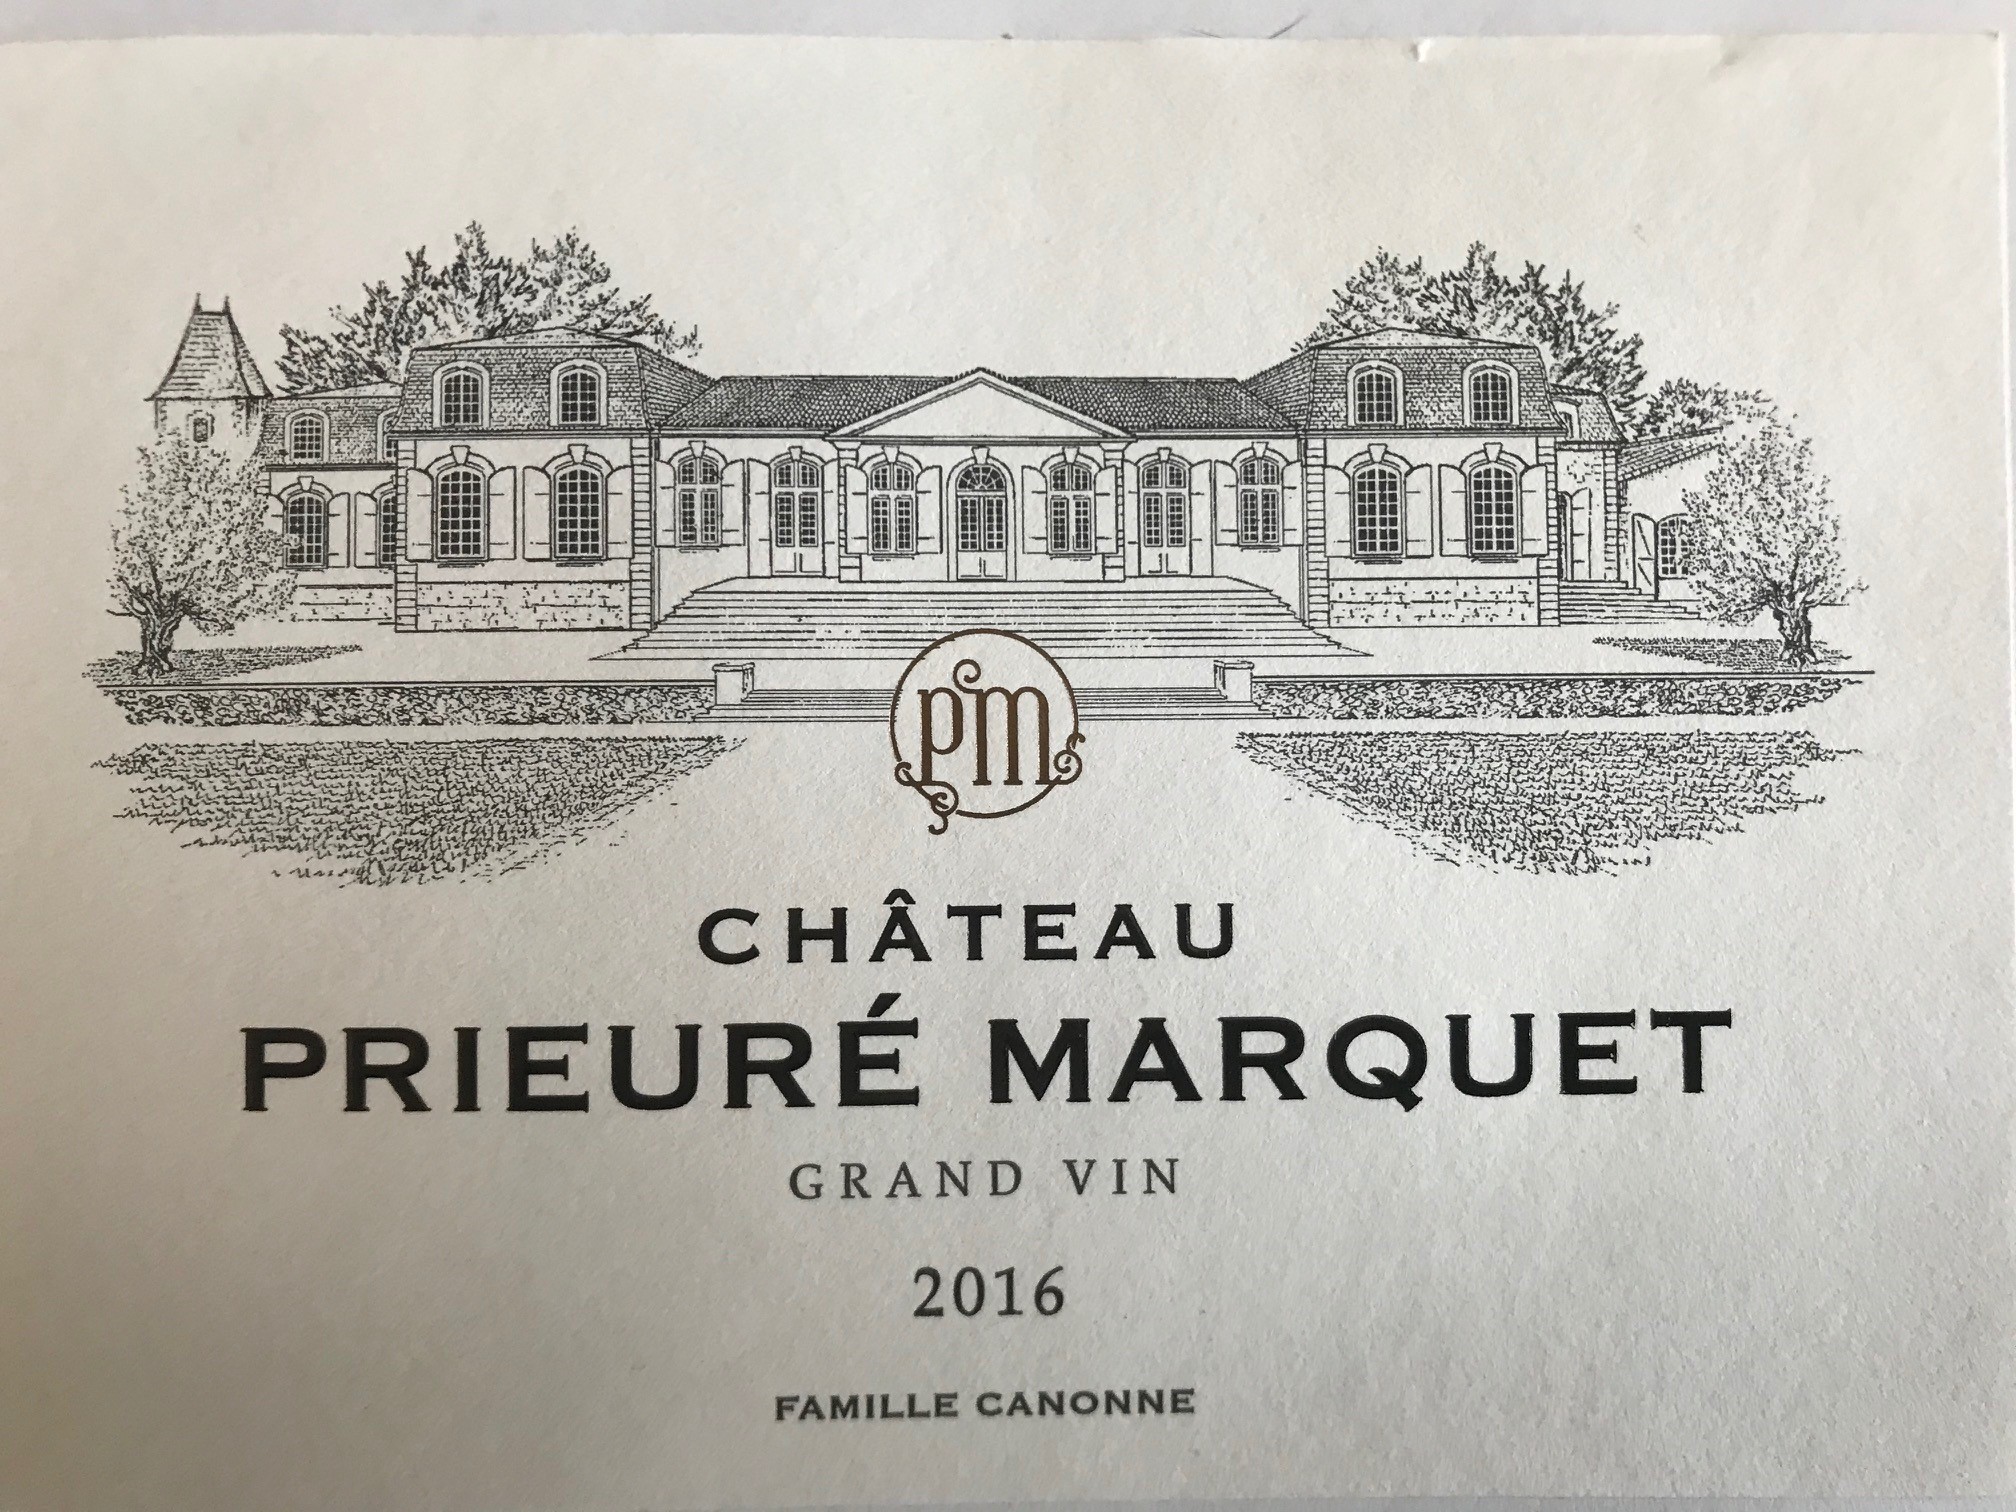 pm
CHÂTEAU
PRIEURÉ MARQUET
GRAND VIN
2016
FAMILLE CANONNE